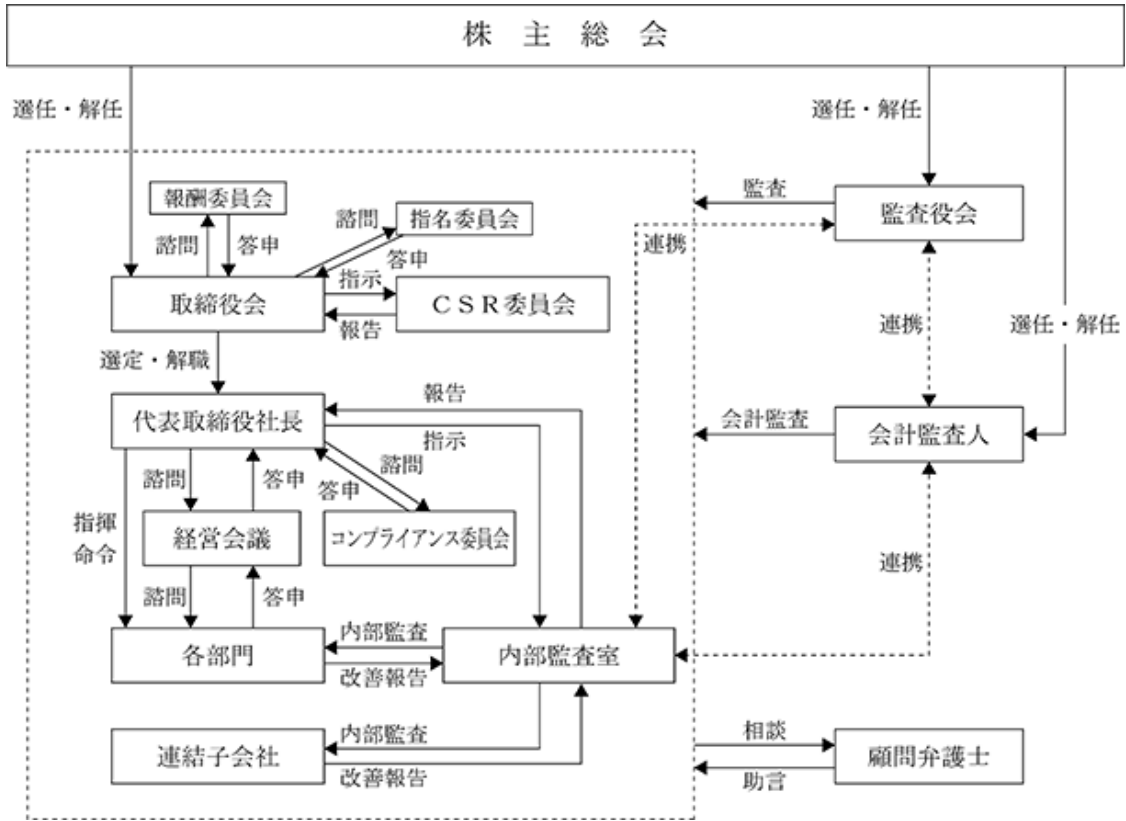 株主総会
選任・解任
選任・解任
選任・解任
報酬委員会
諮問
答申
指名委員会
諮問
答申
監査
監査役会
連携
取締役会
指示
報告
CSR委員会
連携
選定・解職
代表取締役社長
報告
指示
会計監査
会計監査人
諮問
答申
諮問
答申
指揮
命令
経営会議
コンプライアンス委員会
連携
諮問
答申
各部門
内部監査
改善報告
内部監査室
連結子会社
内部監査
改善報告
相談
助言
顧問弁護士